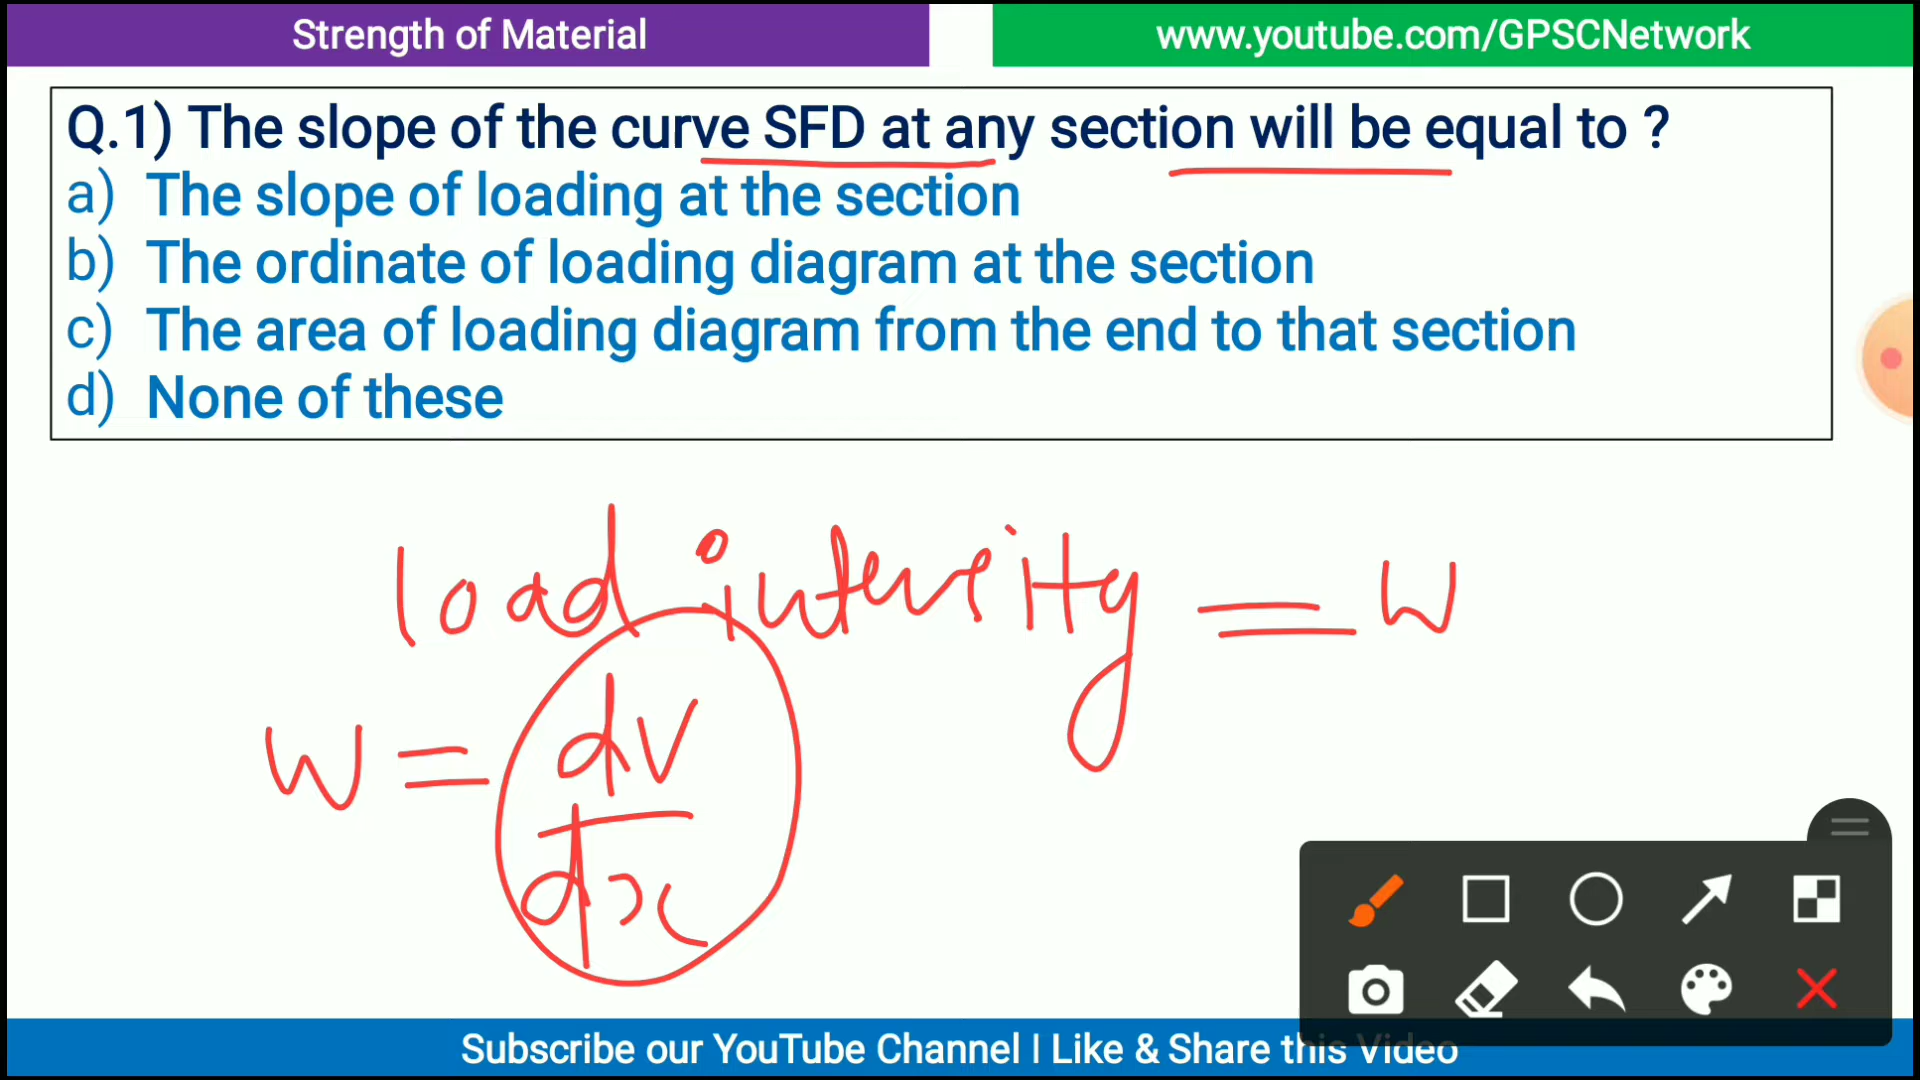 Strength of Material
www.youtube.com/GPSCNetwork
Q.1) The slope of the curve SFD at any section will be equal to ?
a) The slope of loading at the section
b) The ordinate of loading diagram at the section
c) The area of loading diagram from the end to that section
d) None of these
load intensity = W
W = dv
dx
Subscribe our YouTube Channel | Like & Share this Video